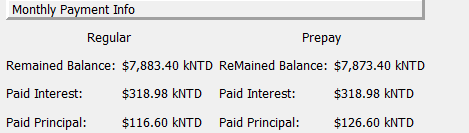 Monthly Payment Info
Regular Prepay
Remained Balance: $7,883.40 kNTD ReMained Balance: $7,873.40 kNTD
Paid Interest: $318.98 kNTD Paid Interest: $318.98 kNTD
Paid Principal: $116.60 kNTD Paid Principal: $126.60 kNTD